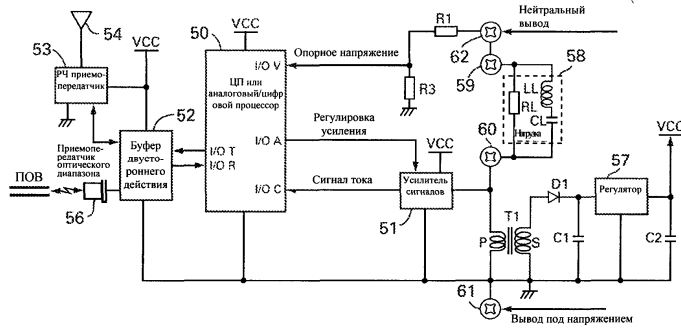 54
53
VCC
50
VCC
R1
Нейтральный вывод
62
59
58
РЧ приемо-
передатчик
Опорное напряжение
I/O V
R3
LL
RL
CL
Нагрузка
52
ЦП или
аналоговый/цифр
овой процессор
Буфер
двусто-
роннего
действия
I/O T
I/O R
I/O A
Регулировка
усиления
VCC
60
VCC
Приемопе-
редатчик
оптического
диапазона
ПОВ
56
I/O C
Сигнал тока
Усилитель
сигналов
51
D1
57
Регулятор
T1
P
S
C1
C2
61
Вывод под напряжением